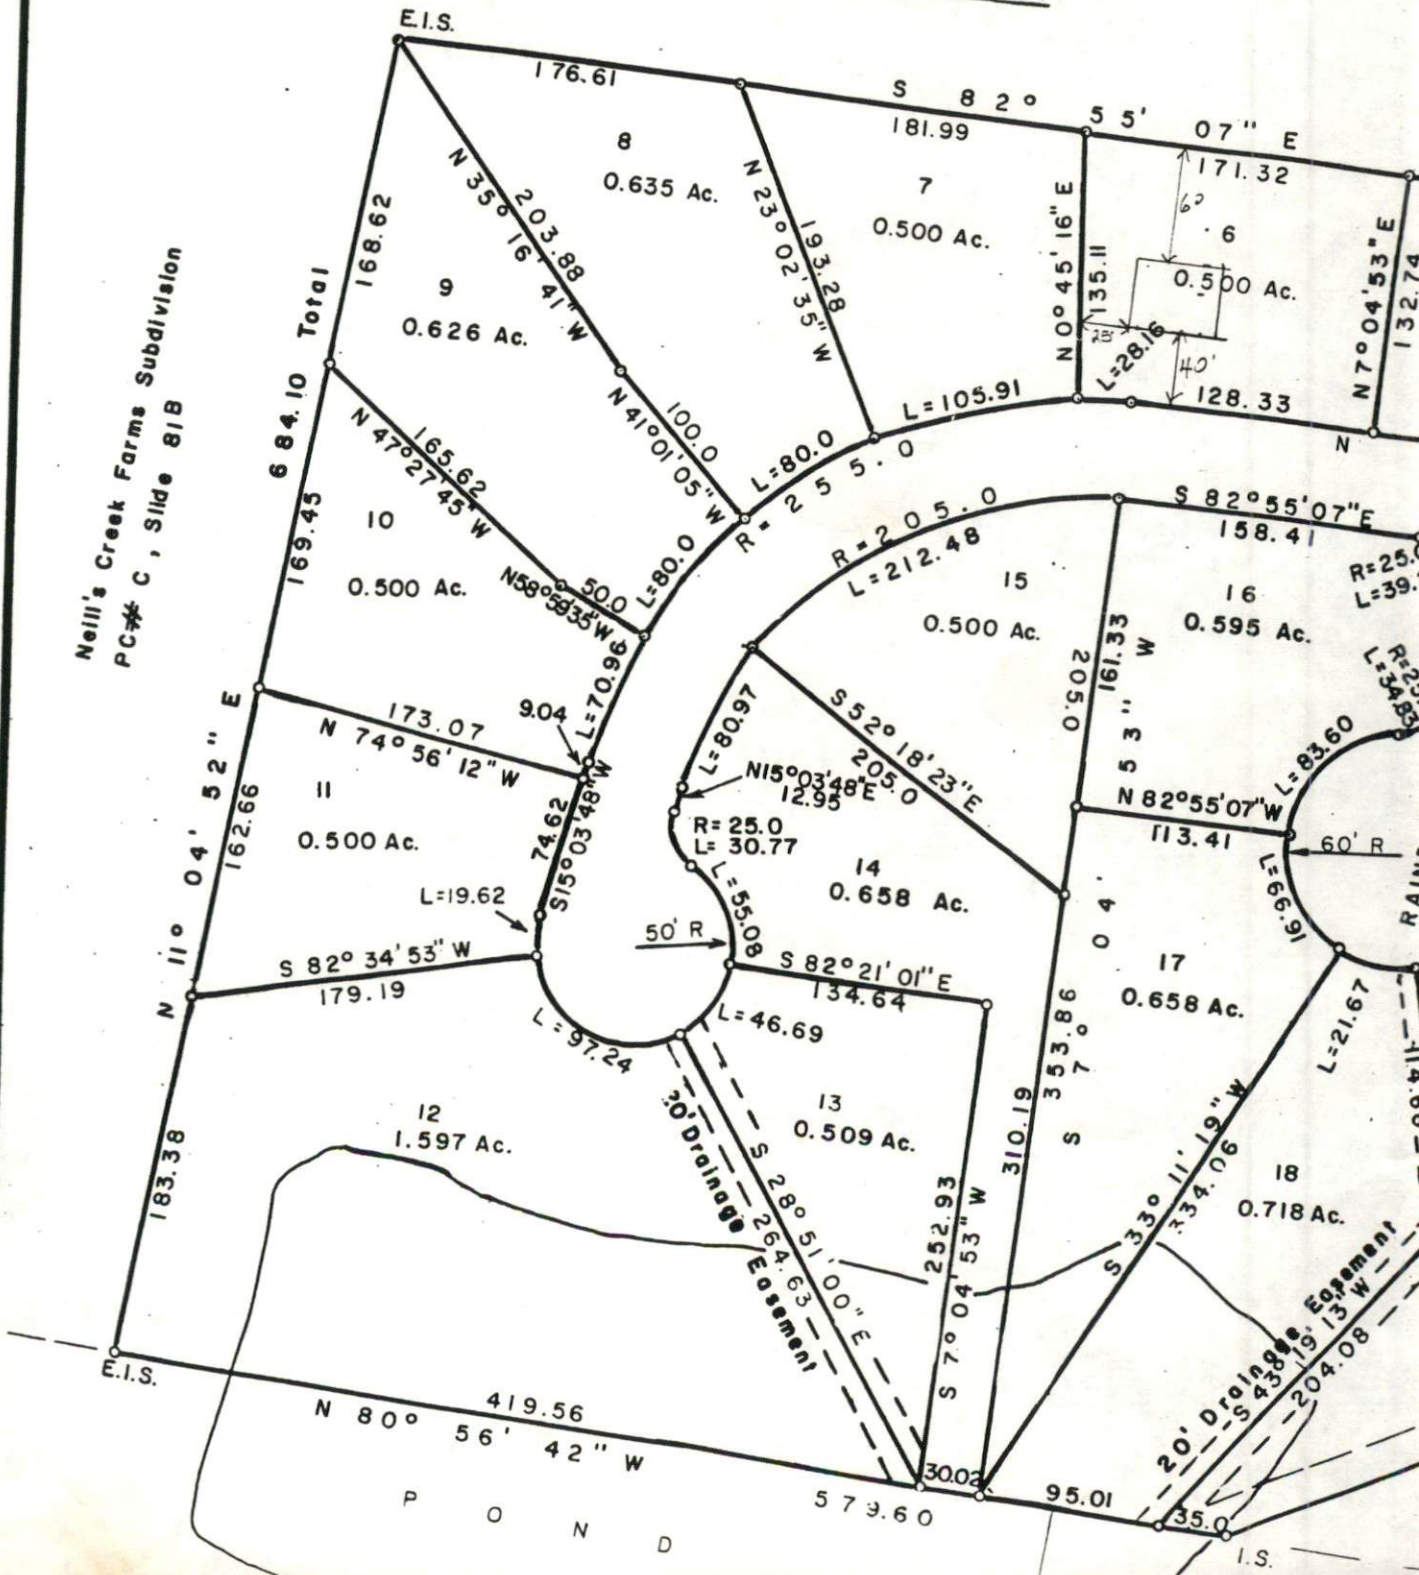 E.I.S.
176.61
S 82° 55' 07" E
181.99
171.32
8
0.635 Ac.
7
0.500 Ac.
6
0.500 Ac.
60
25'
40'
168.62
N 35° 16' 41" W
203.88
N 23° 02' 35" W
193.28
N 0° 45' 16" E
135.11
N 7° 04' 53" E
132.74
L=28.16
128.33
N
9
0.626 Ac.
N 41° 01' 05" W
100.0
L=80.0
L=105.91
R = 255.0
Neill's Creek Farms Subdivision
PC# C, Slide 81B
684.10 Total
N 11° 04' 52" E
N 47° 27' 45" W
165.62
169.45
10
0.500 Ac.
50.0
L=80.0
R = 205.0
L=212.48
S 82°55'07"E
158.41
15
0.500 Ac.
16
0.595 Ac.
205.0
161.33
173.07
N 74° 56' 12" W
9.04
L=70.96
L=80.97
S 52° 18' 23" E
205.0
N15°03'48"E
12.95
R= 25.0
L= 30.77
L=83.60
N 82°55'07"W
113.41
60' R
L=66.91
11
0.500 Ac.
162.66
74.62
S15° 03' 48" W
L=19.62
14
0.658 Ac.
L=55.08
50' R
S 82° 34' 53" W
179.19
S 82° 21' 01" E
134.64
L=97.24
L=46.69
17
0.658 Ac.
S 7° 04' 53" W
353.86
310.19
L=21.67
12
1.597 Ac.
183.38
13
0.509 Ac.
20' Drainage Easement
S 28° 51' 00" E
264.63
252.93
S 7° 04' 53" W
S 33° 11' 19" W
334.06
18
0.718 Ac.
20' Drainage Easement
204.08
E.I.S.
419.56
N 80° 56' 42" W
579.60
30.02
95.01
35.0
I.S.
POND